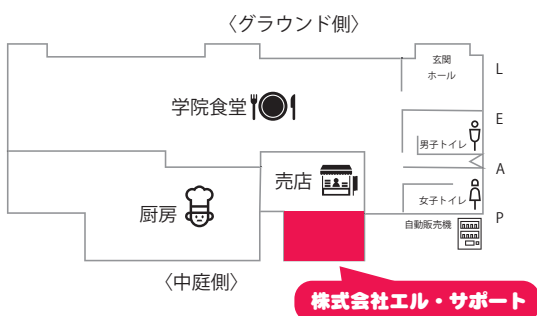 〈グラウンド側〉
玄関
ホール
L
学院食堂
E
男子トイレ
A
売店
女子トイレ
厨房
P
自動販売機
〈中庭側〉
株式会社エル・サポート